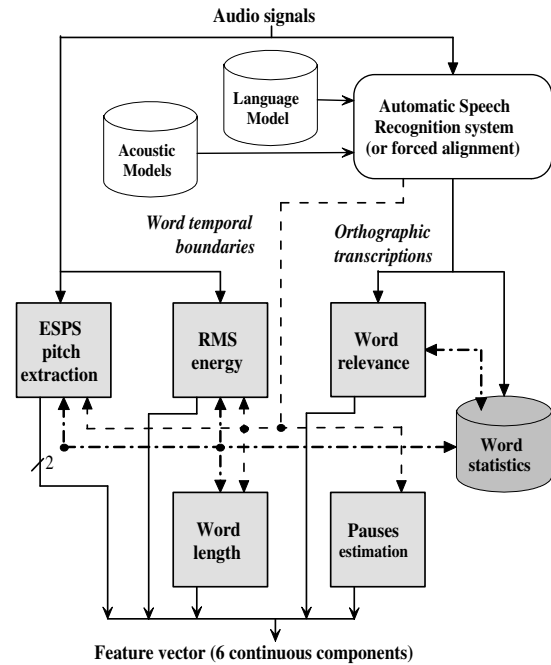 Audio signals
Language
Model
Automatic Speech
Recognition system
(or forced alignment)
Acoustic
Models
Word temporal
boundaries
Orthographic
transcriptions
ESPS
pitch
extraction
RMS
energy
Word
relevance
Word
statistics
2
Word
length
Pauses
estimation
Feature vector (6 continuous components)